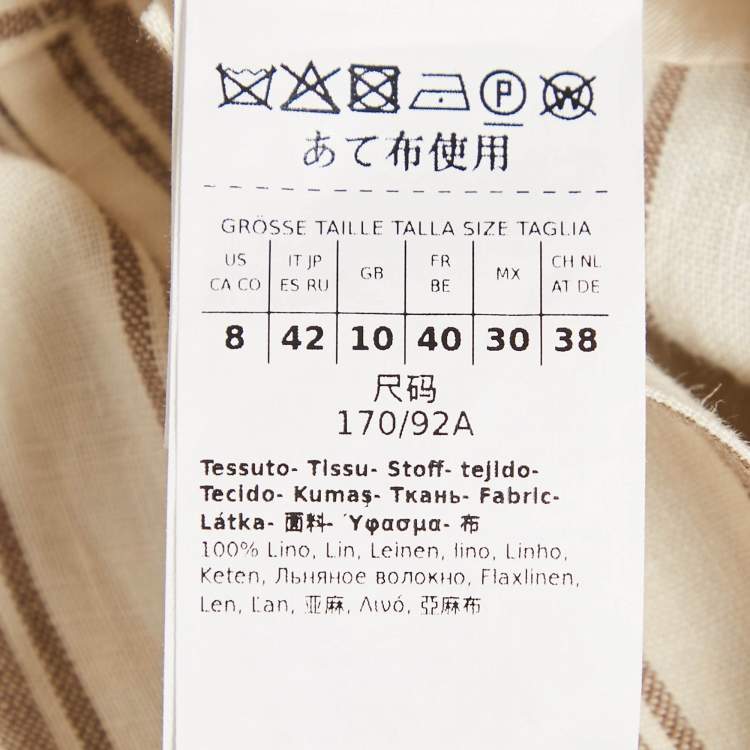 P
W
あて布使用
GRÖSSE TAILLE TALLA SIZE TAGLIA
US CA CO
IT JP ES RU
GB
FR BE
MX
CH NL AT DE
8 42 10 40 30 38
尺码
170/92A
Tessuto- Tissu- Stoff- tejido-
Tecido- Kumaş- Ткань- Fabric-
Látka- 面料- Ύφασμα- 布
100% Lino, Lin, Leinen, lino, Linho,
Keten, Льняное волокно, Flaxlinen,
Len, Ľan, 亚麻, Λινό, 亞麻布